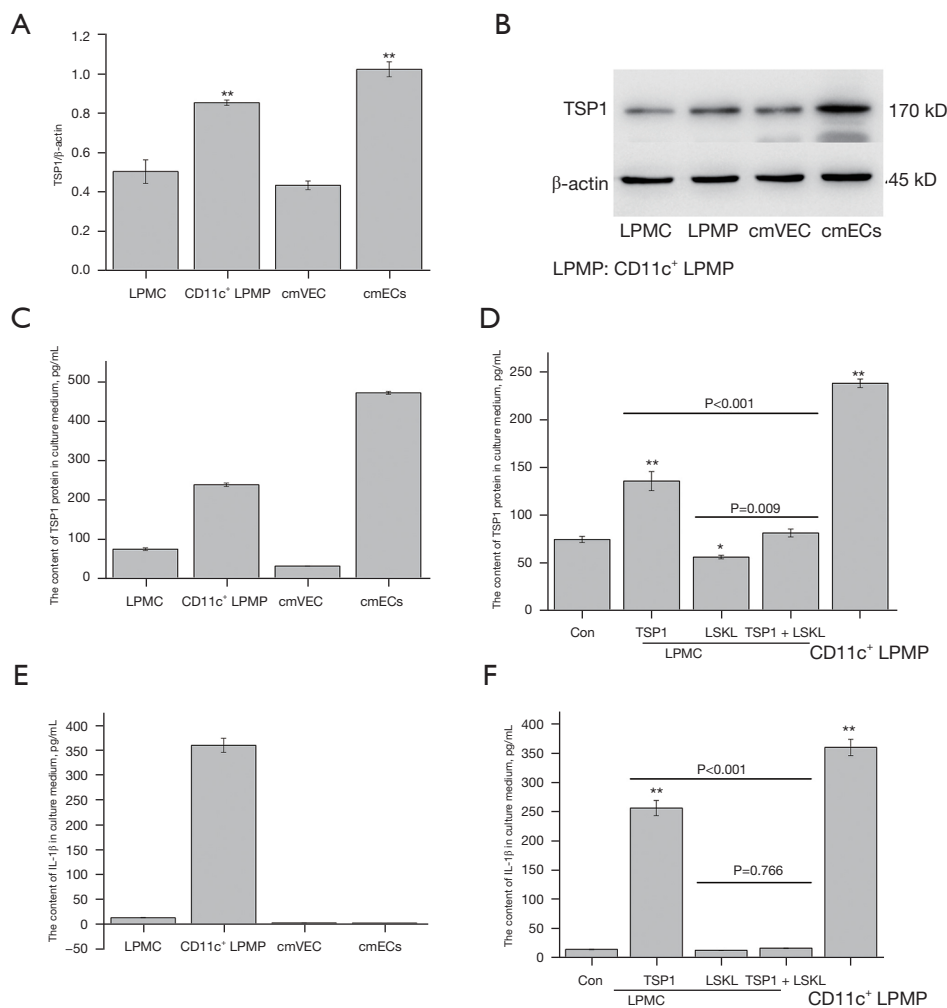 A
TSP1/β-actin
1.2
1.0
0.8
0.6
0.4
0.2
0.0
**
**
LPMC CD11c+ LPMP cmVEC cmECs
B
TSP1
170 kD
β-actin
45 kD
LPMC LPMP cmVEC cmECs
LPMP: CD11c+ LPMP
C
The content of TSP1 protein in culture medium, pg/mL
500
400
300
200
100
0
LPMC CD11c+ LPMP cmVEC cmECs
D
The content of TSP1 protein in culture medium, pg/mL
250
200
150
100
50
0
**
P<0.001
**
P=0.009
*
Con TSP1 LSKL TSP1 + LSKL
LPMC
CD11c+ LPMP
E
The content of IL-1β in culture medium, pg/mL
400
350
300
250
200
150
100
50
0
−50
LPMC CD11c+ LPMP cmVEC cmECs
F
The content of IL-1β in culture medium, pg/mL
400
350
300
250
200
150
100
50
0
**
P<0.001
**
P=0.766
Con TSP1 LSKL TSP1 + LSKL
LPMC
CD11c+ LPMP